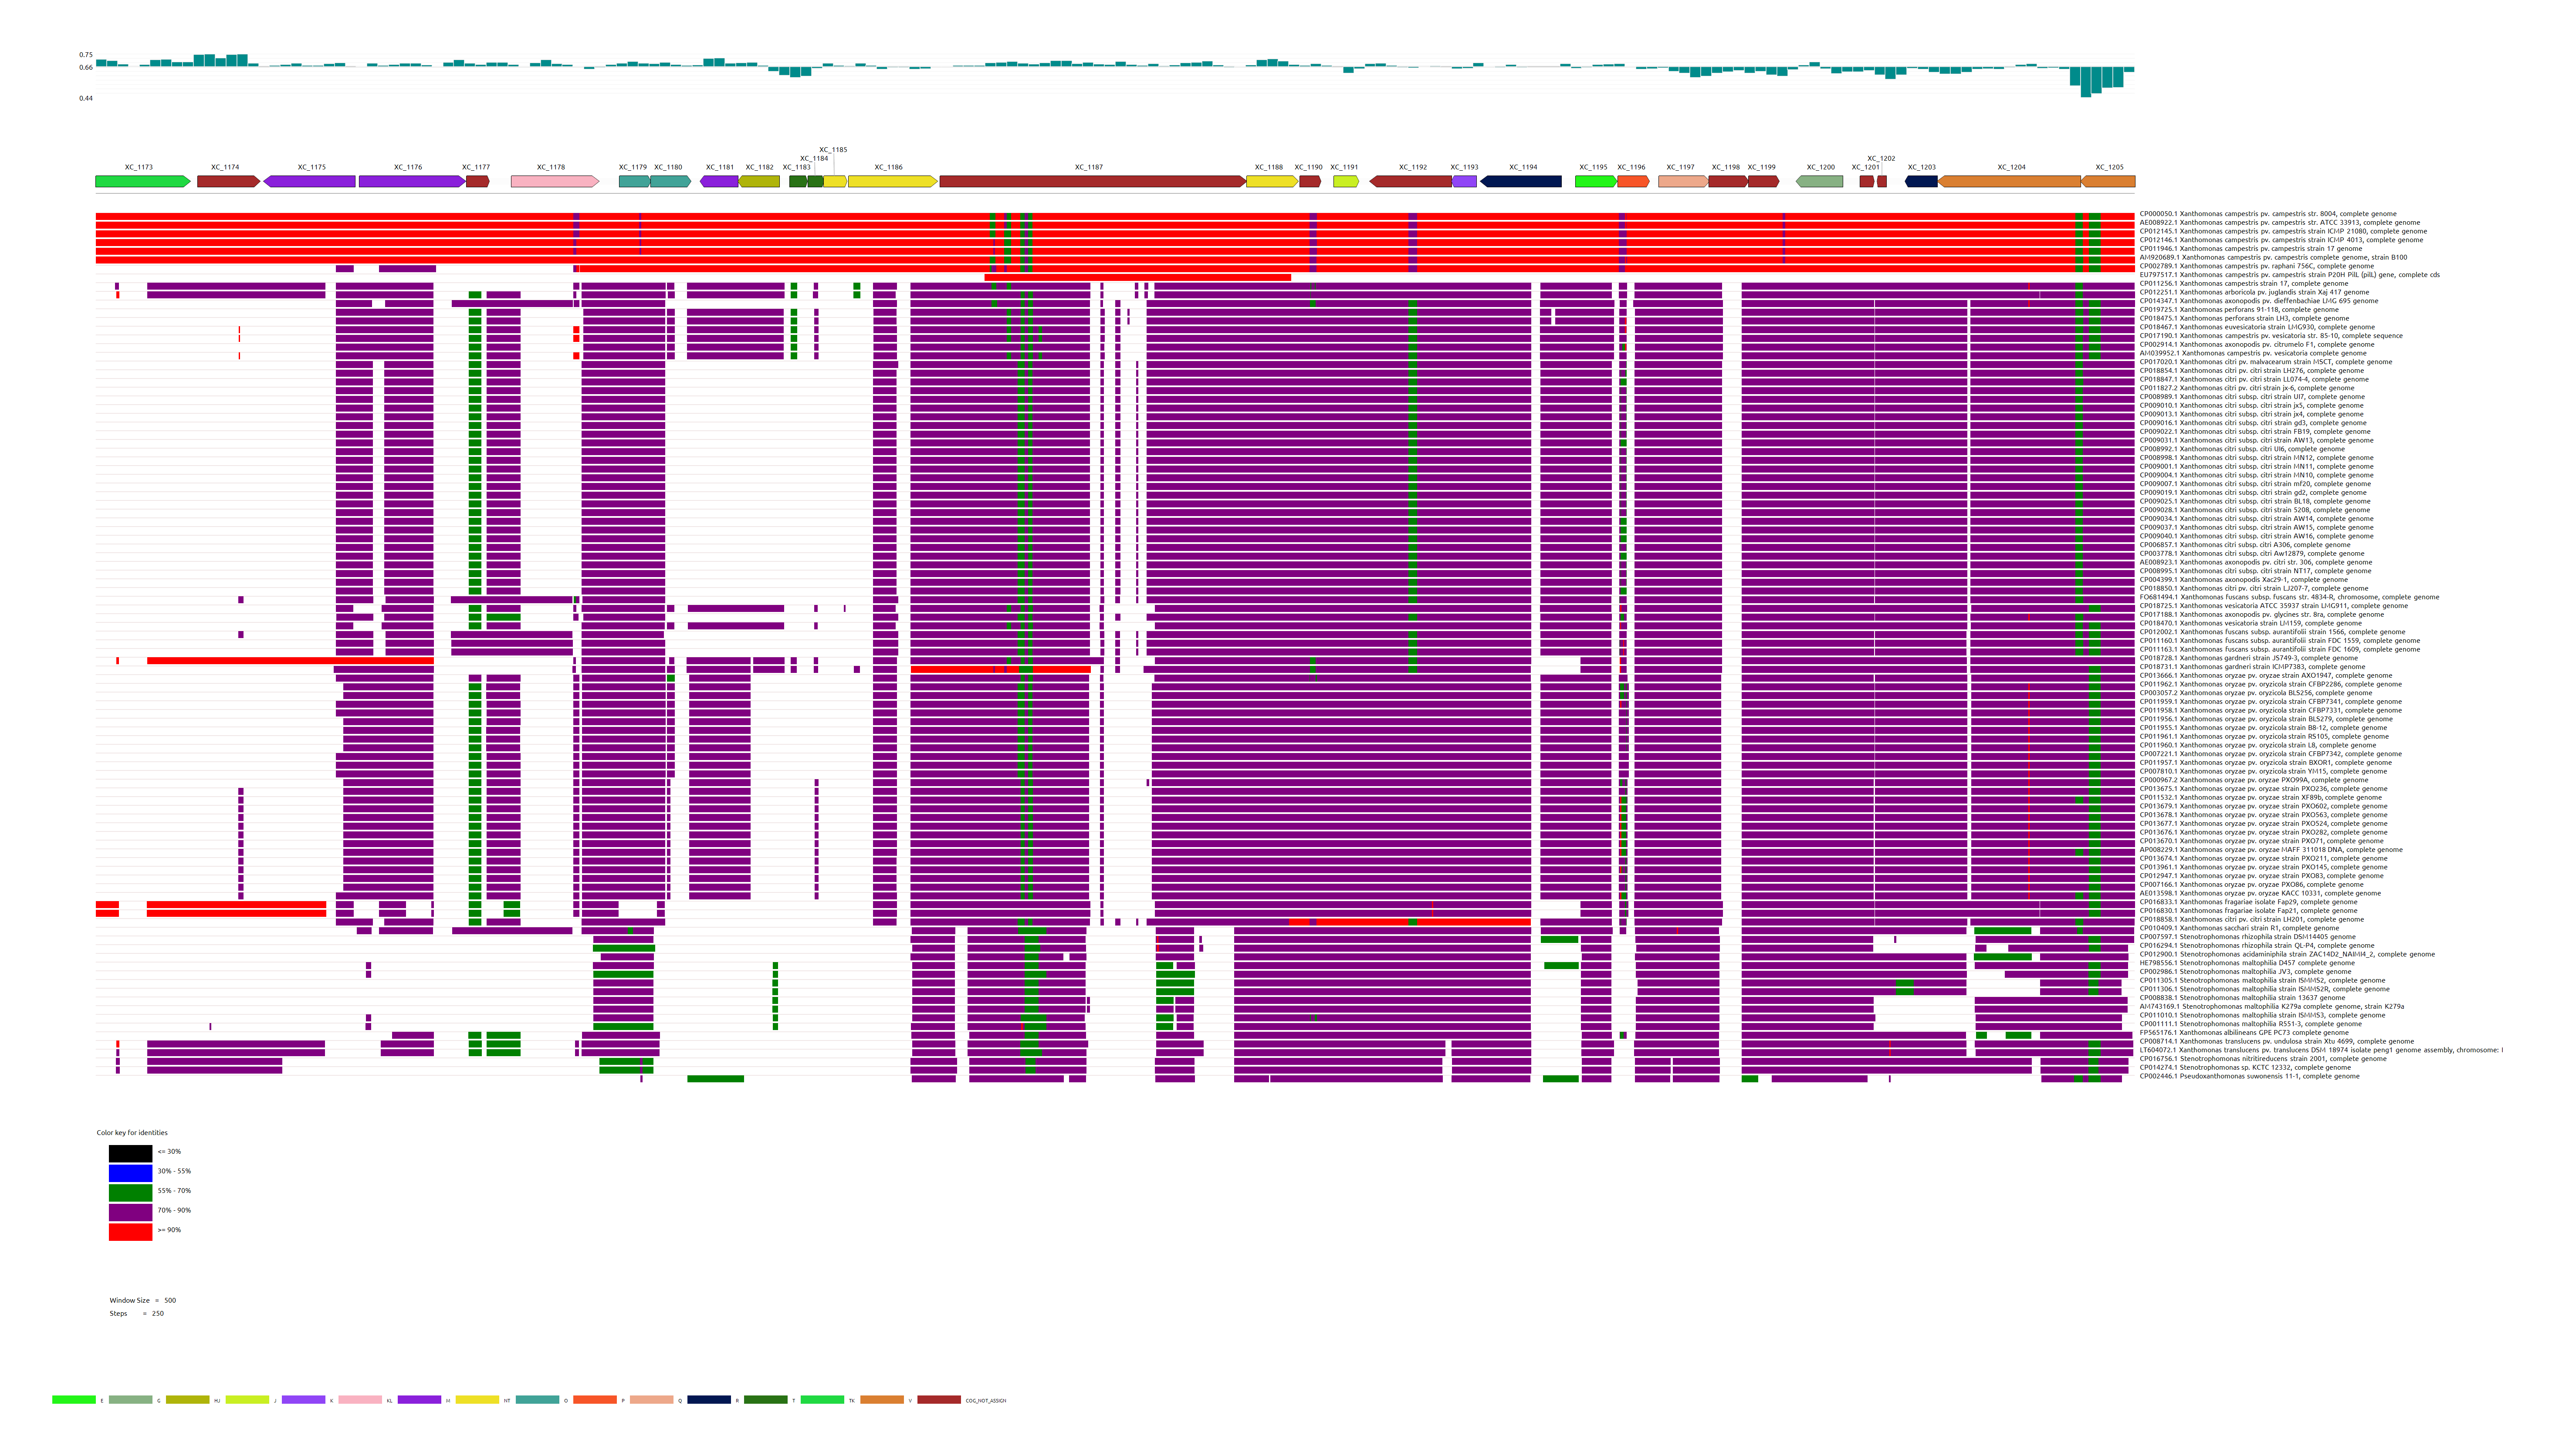 0.75
0.66
0.44
XC_1185
XC_1184
XC_1202
XC_1173 XC_1174 XC_1175 XC_1176 XC_1177 XC_1178 XC_1179 XC_1180 XC_1181 XC_1182 XC_1183 XC_1186 XC_1187 XC_1188 XC_1190 XC_1191 XC_1192 XC_1193 XC_1194 XC_1195 XC_1196 XC_1197 XC_1198 XC_1199 XC_1200 XC_1201 XC_1203 XC_1204 XC_1205
CP000050.1 Xanthomonas campestris pv. campestris str. 8004, complete genome
AE008922.1 Xanthomonas campestris pv. campestris str. ATCC 33913, complete genome
CP012145.1 Xanthomonas campestris pv. campestris strain ICMP 21080, complete genome
CP012146.1 Xanthomonas campestris pv. campestris strain ICMP 4013, complete genome
CP011946.1 Xanthomonas campestris pv. campestris strain 17 genome
AM920689.1 Xanthomonas campestris pv. campestris complete genome, strain B100
CP002789.1 Xanthomonas campestris pv. raphani 756C, complete genome
EU797517.1 Xanthomonas campestris pv. campestris strain P20H PilL (pilL) gene, complete cds
CP011256.1 Xanthomonas campestris strain 17, complete genome
CP012251.1 Xanthomonas arboricola pv. juglandis strain Xaj 417 genome
CP014347.1 Xanthomonas axonopodis pv. dieffenbachiae LMG 695 genome
CP019725.1 Xanthomonas perforans 91-118, complete genome
CP018475.1 Xanthomonas perforans strain LH3, complete genome
CP018467.1 Xanthomonas euvesicatoria strain LMG930, complete genome
CP017190.1 Xanthomonas campestris pv. vesicatoria str. 85-10, complete sequence
CP002914.1 Xanthomonas axonopodis pv. citrumelo F1, complete genome
AM039952.1 Xanthomonas campestris pv. vesicatoria complete genome
CP017020.1 Xanthomonas citri pv. malvacearum strain MSCT, complete genome
CP018854.1 Xanthomonas citri pv. citri strain LH276, complete genome
CP018847.1 Xanthomonas citri pv. citri strain LL074-4, complete genome
CP011827.2 Xanthomonas citri pv. citri strain jx-6, complete genome
CP008989.1 Xanthomonas citri subsp. citri strain UI7, complete genome
CP009010.1 Xanthomonas citri subsp. citri strain jx5, complete genome
CP009013.1 Xanthomonas citri subsp. citri strain jx4, complete genome
CP009016.1 Xanthomonas citri subsp. citri strain gd3, complete genome
CP009022.1 Xanthomonas citri subsp. citri strain FB19, complete genome
CP009031.1 Xanthomonas citri subsp. citri strain AW13, complete genome
CP008992.1 Xanthomonas citri subsp. citri UI6, complete genome
CP008998.1 Xanthomonas citri subsp. citri strain MN12, complete genome
CP009001.1 Xanthomonas citri subsp. citri strain MN11, complete genome
CP009004.1 Xanthomonas citri subsp. citri strain MN10, complete genome
CP009007.1 Xanthomonas citri subsp. citri strain mf20, complete genome
CP009019.1 Xanthomonas citri subsp. citri strain gd2, complete genome
CP009025.1 Xanthomonas citri subsp. citri strain BL18, complete genome
CP009028.1 Xanthomonas citri subsp. citri strain 5208, complete genome
CP009034.1 Xanthomonas citri subsp. citri strain AW14, complete genome
CP009037.1 Xanthomonas citri subsp. citri strain AW15, complete genome
CP009040.1 Xanthomonas citri subsp. citri strain AW16, complete genome
CP006857.1 Xanthomonas citri subsp. citri A306, complete genome
CP003778.1 Xanthomonas citri subsp. citri Aw12879, complete genome
AE008923.1 Xanthomonas axonopodis pv. citri str. 306, complete genome
CP008995.1 Xanthomonas citri subsp. citri strain NT17, complete genome
CP004399.1 Xanthomonas axonopodis Xac29-1, complete genome
CP018850.1 Xanthomonas citri pv. citri strain LJ207-7, complete genome
FO681494.1 Xanthomonas fuscans subsp. fuscans str. 4834-R, chromosome, complete genome
CP018725.1 Xanthomonas vesicatoria ATCC 35937 strain LMG911, complete genome
CP017188.1 Xanthomonas axonopodis pv. glycines str. 8ra, complete genome
CP018470.1 Xanthomonas vesicatoria strain LM159, complete genome
CP012002.1 Xanthomonas fuscans subsp. aurantifolii strain 1566, complete genome
CP011160.1 Xanthomonas fuscans subsp. aurantifolii strain FDC 1559, complete genome
CP011163.1 Xanthomonas fuscans subsp. aurantifolii strain FDC 1609, complete genome
CP018728.1 Xanthomonas gardneri strain JS749-3, complete genome
CP018731.1 Xanthomonas gardneri strain ICMP7383, complete genome
CP013666.1 Xanthomonas oryzae pv. oryzae strain AXO1947, complete genome
CP011962.1 Xanthomonas oryzae pv. oryzicola strain CFBP2286, complete genome
CP003057.2 Xanthomonas oryzae pv. oryzicola BLS256, complete genome
CP011959.1 Xanthomonas oryzae pv. oryzicola strain CFBP7341, complete genome
CP011958.1 Xanthomonas oryzae pv. oryzicola strain CFBP7331, complete genome
CP011956.1 Xanthomonas oryzae pv. oryzicola strain BLS279, complete genome
CP011955.1 Xanthomonas oryzae pv. oryzicola strain B8-12, complete genome
CP011961.1 Xanthomonas oryzae pv. oryzicola strain RS105, complete genome
CP011960.1 Xanthomonas oryzae pv. oryzicola strain L8, complete genome
CP007221.1 Xanthomonas oryzae pv. oryzicola strain CFBP7342, complete genome
CP011957.1 Xanthomonas oryzae pv. oryzicola strain BXOR1, complete genome
CP007810.1 Xanthomonas oryzae pv. oryzicola strain YM15, complete genome
CP000967.2 Xanthomonas oryzae pv. oryzae PXO99A, complete genome
CP013675.1 Xanthomonas oryzae pv. oryzae strain PXO236, complete genome
CP011532.1 Xanthomonas oryzae pv. oryzae strain XF89b, complete genome
CP013679.1 Xanthomonas oryzae pv. oryzae strain PXO602, complete genome
CP013678.1 Xanthomonas oryzae pv. oryzae strain PXO563, complete genome
CP013677.1 Xanthomonas oryzae pv. oryzae strain PXO524, complete genome
CP013676.1 Xanthomonas oryzae pv. oryzae strain PXO282, complete genome
CP013670.1 Xanthomonas oryzae pv. oryzae strain PXO71, complete genome
AP008229.1 Xanthomonas oryzae pv. oryzae MAFF 311018 DNA, complete genome
CP013674.1 Xanthomonas oryzae pv. oryzae strain PXO211, complete genome
CP013961.1 Xanthomonas oryzae pv. oryzae strain PXO145, complete genome
CP012947.1 Xanthomonas oryzae pv. oryzae strain PXO83, complete genome
CP007166.1 Xanthomonas oryzae pv. oryzae PXO86, complete genome
AE013598.1 Xanthomonas oryzae pv. oryzae KACC 10331, complete genome
CP016833.1 Xanthomonas fragariae isolate Fap29, complete genome
CP016830.1 Xanthomonas fragariae isolate Fap21, complete genome
CP018858.1 Xanthomonas citri pv. citri strain LH201, complete genome
CP010409.1 Xanthomonas sacchari strain R1, complete genome
CP007597.1 Stenotrophomonas rhizophila strain DSM14405 genome
CP016294.1 Stenotrophomonas rhizophila strain QL-P4, complete genome
CP012900.1 Stenotrophomonas acidaminiphila strain ZAC14D2_NAIMI4_2, complete genome
HE798556.1 Stenotrophomonas maltophilia D457 complete genome
CP002986.1 Stenotrophomonas maltophilia JV3, complete genome
CP011305.1 Stenotrophomonas maltophilia strain ISMMS2, complete genome
CP011306.1 Stenotrophomonas maltophilia strain ISMMS2R, complete genome
CP008838.1 Stenotrophomonas maltophilia strain 13637 genome
AM743169.1 Stenotrophomonas maltophilia K279a complete genome, strain K279a
CP011010.1 Stenotrophomonas maltophilia strain ISMMS3, complete genome
CP001111.1 Stenotrophomonas maltophilia R551-3, complete genome
FP565176.1 Xanthomonas albilineans GPE PC73 complete genome
CP008714.1 Xanthomonas translucens pv. undulosa strain Xtu 4699, complete genome
LT604072.1 Xanthomonas translucens pv. translucens DSM 18974 isolate peng1 genome assembly, chromosome: I
CP016756.1 Stenotrophomonas nitritireducens strain 2001, complete genome
CP014274.1 Stenotrophomonas sp. KCTC 12332, complete genome
CP002446.1 Pseudoxanthomonas suwonensis 11-1, complete genome
Color key for identities
<= 30%
30% - 55%
55% - 70%
70% - 90%
>= 90%
Window Size = 500
Steps = 250
E G HJ J K KL M NT O P Q R T TK V COG_NOT_ASSIGN